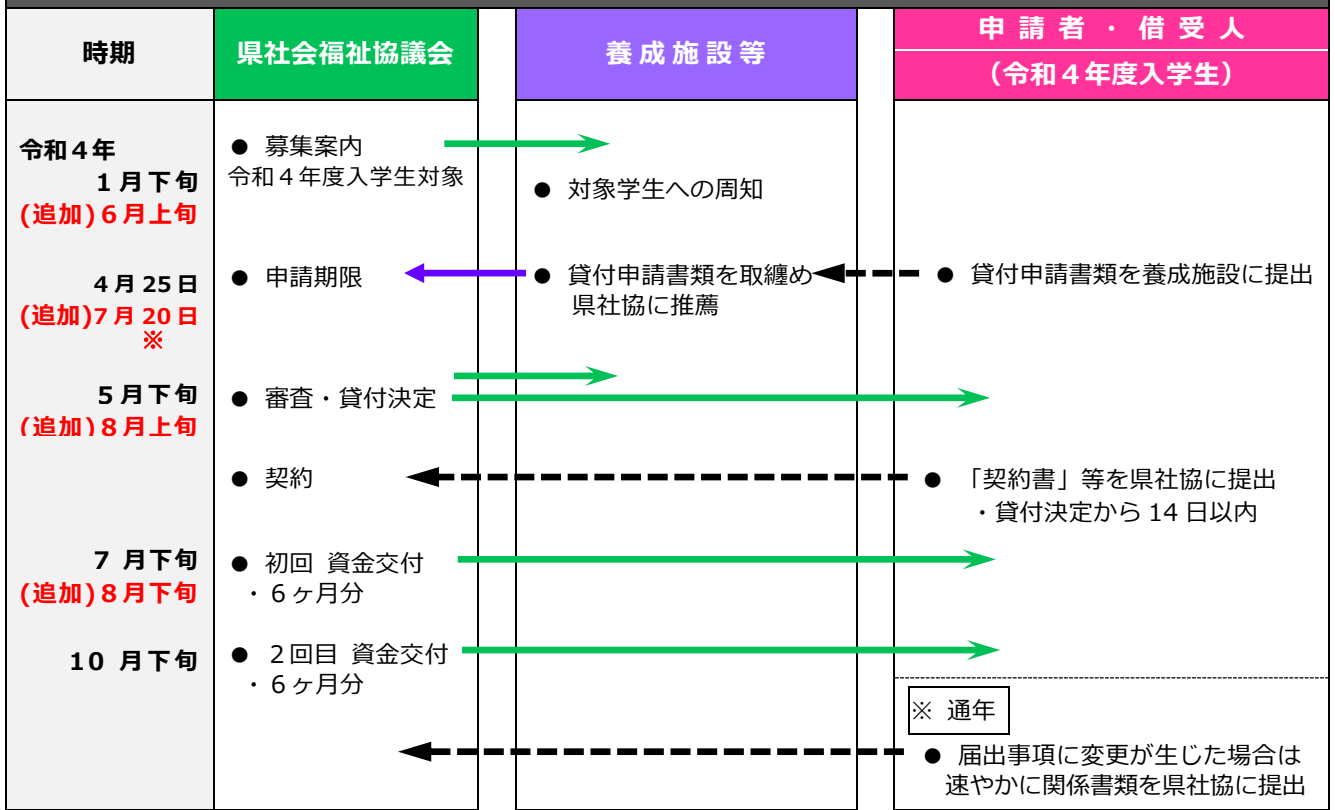 時期
県社会福祉協議会
養成施設等
申請者・借受人
（令和４年度入学生）
令和４年
１月下旬
(追加)６月上旬
● 募集案内
令和４年度入学生対象
● 対象学生への周知
４月 25 日
(追加)７月 20 日
※
● 申請期限
● 貸付申請書類を取纏め
県社協に推薦
● 貸付申請書類を養成施設に提出
５月下旬
(追加)８月上旬
● 審査・貸付決定
● 契約
● 「契約書」等を県社協に提出
・貸付決定から 14 日以内
７ 月下旬
(追加)８月下旬
● 初回 資金交付
・６ヶ月分
10 月下旬
● ２回目 資金交付
・６ヶ月分
※ 通年
● 届出事項に変更が生じた場合は
速やかに関係書類を県社協に提出